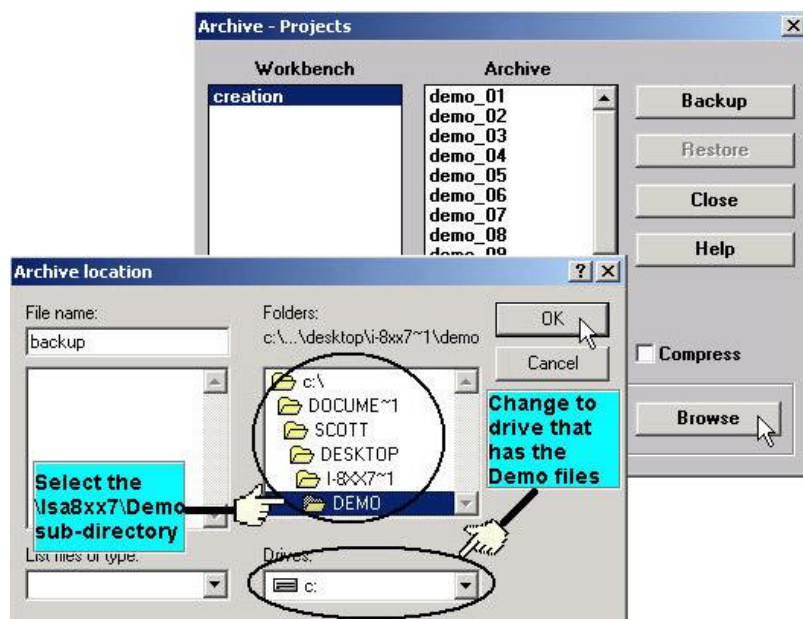 Archive - Projects
Workbench
Archive
creation
demo_01
demo_02
demo_03
demo_04
demo_05
demo_06
demo_07
demo_08
demo_09
Backup
Restore
Close
Help
Compress
Browse
Archive location
File name:
backup
Folders:
c:\...\desktop\i-8xx7~1\demo
c:\
DOCUME~1
SCOTT
DESKTOP
I-8XX7~1
DEMO
OK
Cancel
Change to
drive that
has the
Demo files
Select the
\Isa8xx7\Demo
sub-directory
List files of type:
Drives:
c: